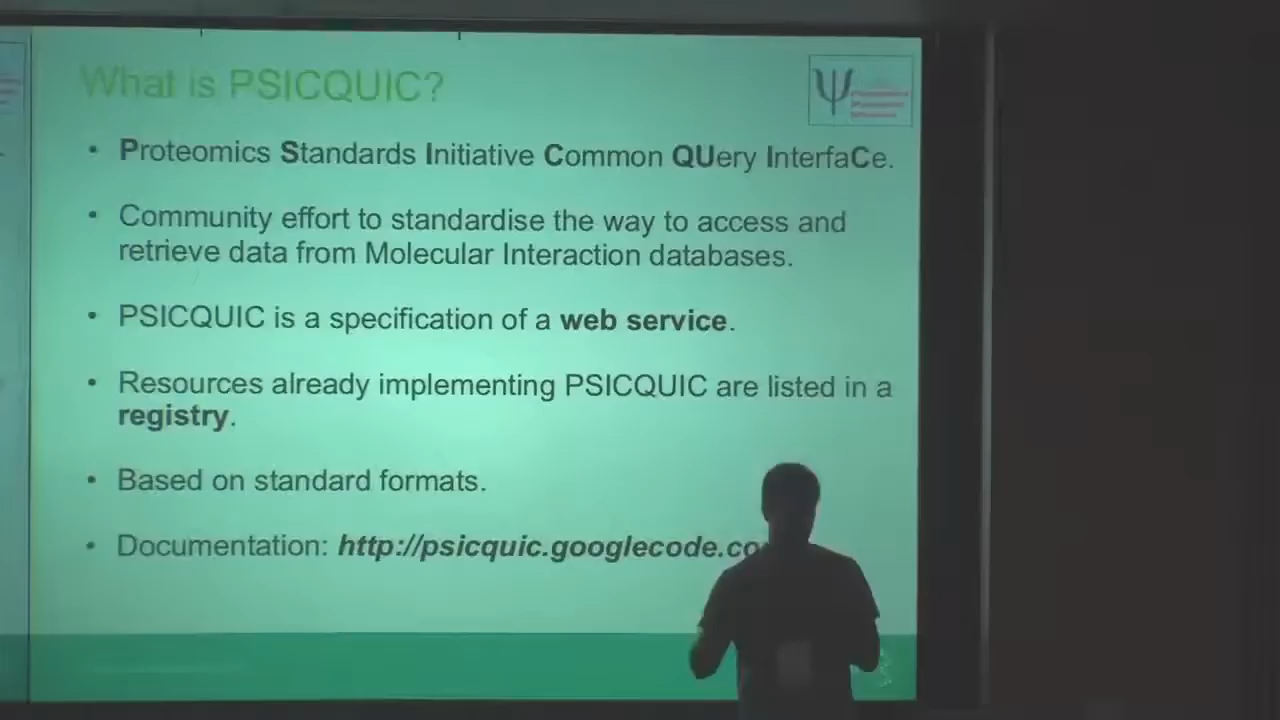 What is PSICQUIC?
• Proteomics Standards Initiative Common QUery InterfaCe.
• Community effort to standardise the way to access and
retrieve data from Molecular Interaction databases.
• PSICQUIC is a specification of a web service.
• Resources already implementing PSICQUIC are listed in a
registry.
• Based on standard formats.
• Documentation: http://psicquic.googlecode.co